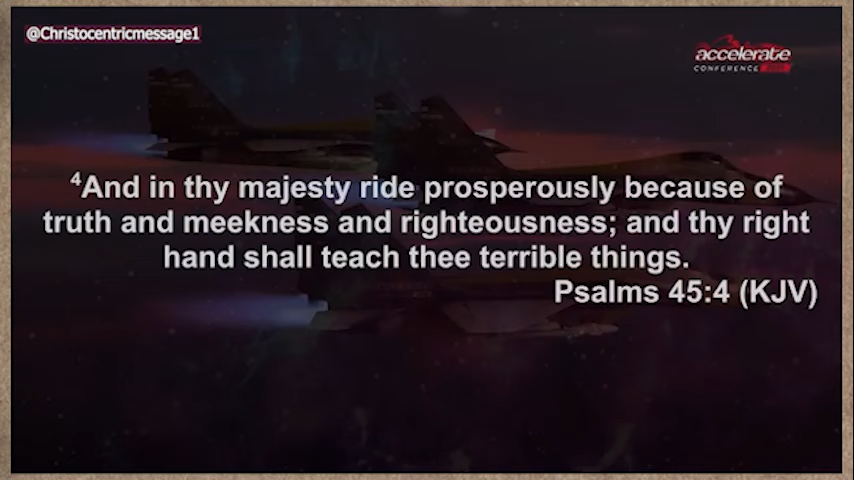 @Christocentricmessage1
accelerate
CONFERENCE
4And in thy majesty ride prosperously because of
truth and meekness and righteousness; and thy right
hand shall teach thee terrible things.
Psalms 45:4 (KJV)